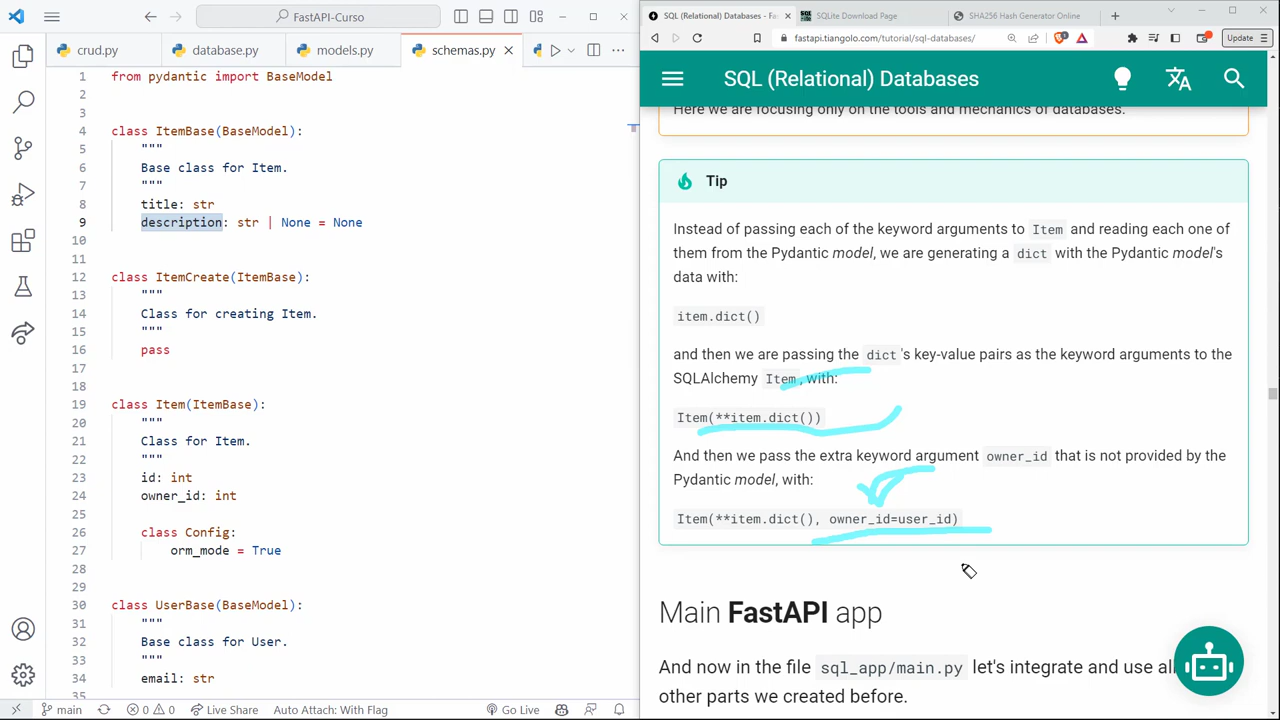 FastAPI-Curso
crud.py
database.py
models.py
schemas.py
1 from pydantic import BaseModel
2
3
4 class ItemBase(BaseModel):
5 """
6 Base class for Item.
7 """
8 title: str
9 description: str | None = None
10
11
12 class ItemCreate(ItemBase):
13 """
14 Class for creating Item.
15 """
16 pass
17
18
19 class Item(ItemBase):
20 """
21 Class for Item.
22 """
23 id: int
24 owner_id: int
25
26 class Config:
27 orm_mode = True
28
29
30 class UserBase(BaseModel):
31 """
32 Base class for User.
33 """
34 email: str
35
main
0 0
Live Share
Auto Attach: With Flag
Go Live
SQL (Relational) Databases - Fa
SQLite Download Page
SHA256 Hash Generator Online
fastapi.tiangolo.com/tutorial/sql-databases/
Update
SQL (Relational) Databases
Here we are focusing only on the tools and mechanics of databases.
Tip
Instead of passing each of the keyword arguments to Item and reading each one of
them from the Pydantic model, we are generating a dict with the Pydantic model's
data with:
item.dict()
and then we are passing the dict's key-value pairs as the keyword arguments to the
SQLAlchemy Item, with:
Item(**item.dict())
And then we pass the extra keyword argument owner_id that is not provided by the
Pydantic model, with:
Item(**item.dict(), owner_id=user_id)
Main FastAPI app
And now in the file sql_app/main.py let's integrate and use all
other parts we created before.